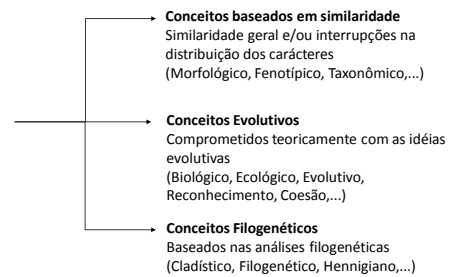 Conceitos baseados em similaridade
Similaridade geral e/ou interrupções na
distribuição dos carácteres
(Morfológico, Fenotípico, Taxonômico,...)
Conceitos Evolutivos
Comprometidos teoricamente com as idéias
evolutivas
(Biológico, Ecológico, Evolutivo,
Reconhecimento, Coesão,...)
Conceitos Filogenéticos
Baseados nas análises filogenéticas
(Cladístico, Filogenético, Hennigiano,...)